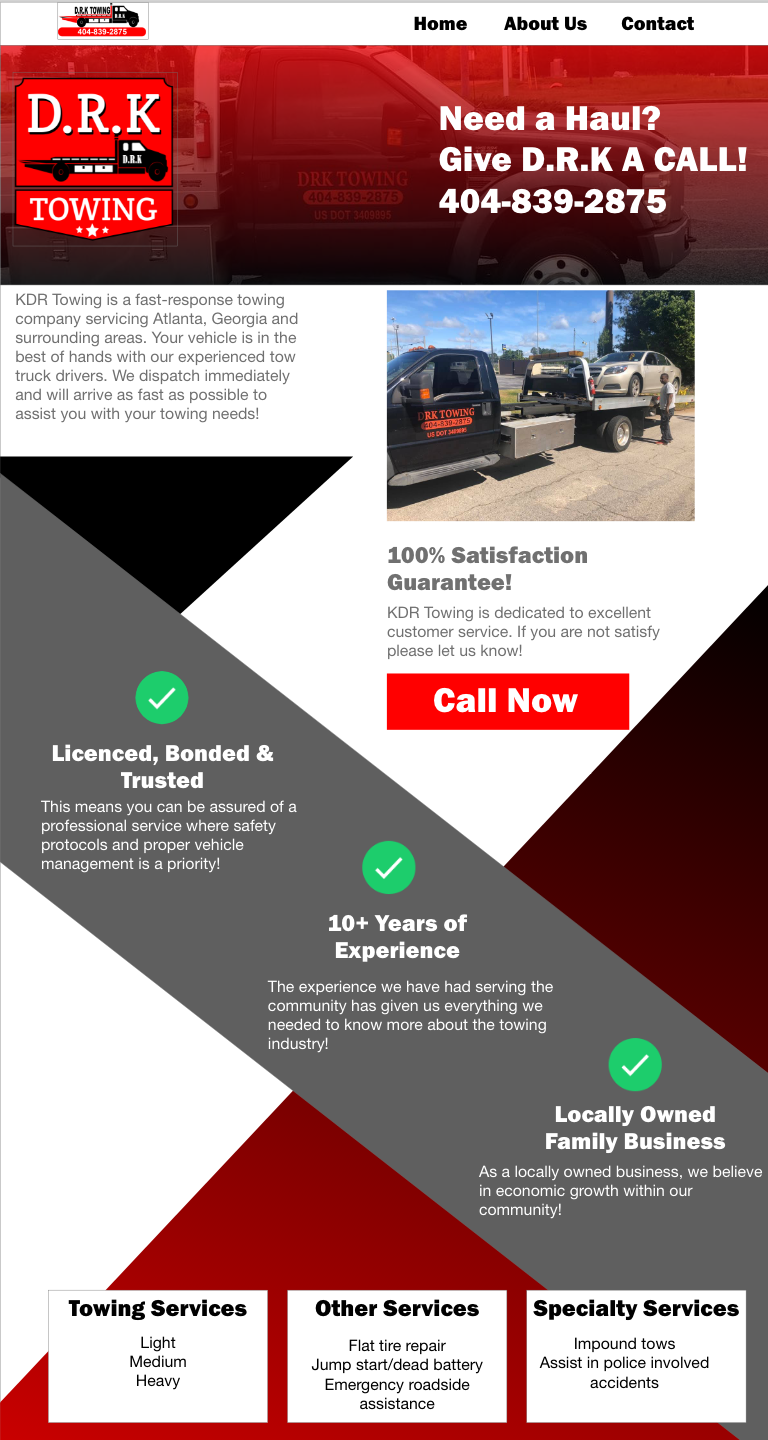 D.R.K TOWING
D.R.K
404-839-2875
Home About Us Contact
D.R.K
D.R.K
TOWING
DRK TOWING
404-839-2875
US DOT 3409895
Need a Haul?
Give D.R.K A CALL!
404-839-2875
KDR Towing is a fast-response towing
company servicing Atlanta, Georgia and
surrounding areas. Your vehicle is in the
best of hands with our experienced tow
truck drivers. We dispatch immediately
and will arrive as fast as possible to
assist you with your towing needs!
DRK TOWING
404-839-2875
US DOT 3409895
100% Satisfaction
Guarantee!
KDR Towing is dedicated to excellent
customer service. If you are not satisfy
please let us know!
Call Now
Licenced, Bonded &
Trusted
This means you can be assured of a
professional service where safety
protocols and proper vehicle
management is a priority!
10+ Years of
Experience
The experience we have had serving the
community has given us everything we
needed to know more about the towing
industry!
Locally Owned
Family Business
As a locally owned business, we believe
in economic growth within our
community!
Towing Services
Light
Medium
Heavy
Other Services
Flat tire repair
Jump start/dead battery
Emergency roadside
assistance
Specialty Services
Impound tows
Assist in police involved
accidents